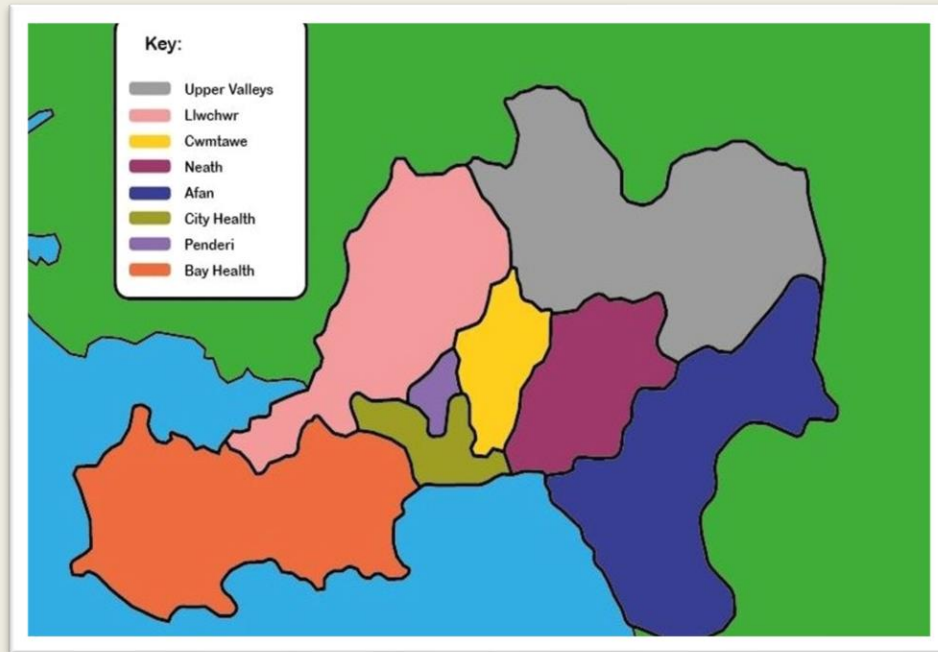 Key:
Upper Valleys
Llwchwr
Cwmtawe
Neath
Afan
City Health
Penderi
Bay Health